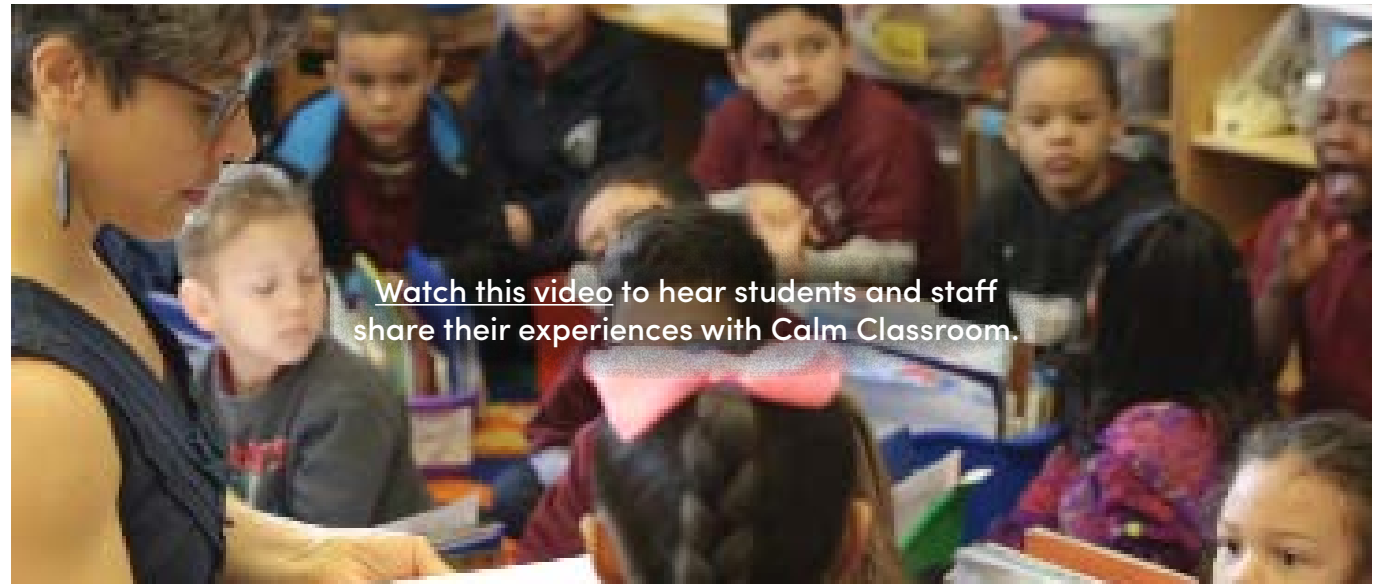 Watch this video to hear students and staff
share their experiences with Calm Classroom.